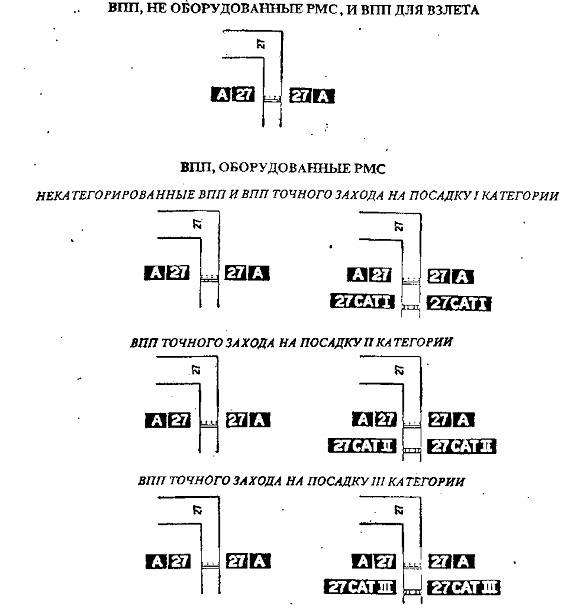 ВПП, НЕ ОБОРУДОВАННЫЕ РМС, И ВПП ДЛЯ ВЗЛЕТА
27
A 27 27 A
ВПП, ОБОРУДОВАННЫЕ РМС
НЕКАТЕГОРИРОВАННЫЕ ВПП И ВПП ТОЧНОГО ЗАХОДА НА ПОСАДКУ I КАТЕГОРИИ
27 27
A 27 27 A A 27 27 A
27 CAT I 27 CAT I
ВПП ТОЧНОГО ЗАХОДА НА ПОСАДКУ II КАТЕГОРИИ
27 27
A 27 27 A A 27 27 A
27 CAT II 27 CAT II
ВПП ТОЧНОГО ЗАХОДА НА ПОСАДКУ III КАТЕГОРИИ
27 27
A 27 27 A A 27 27 A
27 CAT III 27 CAT III